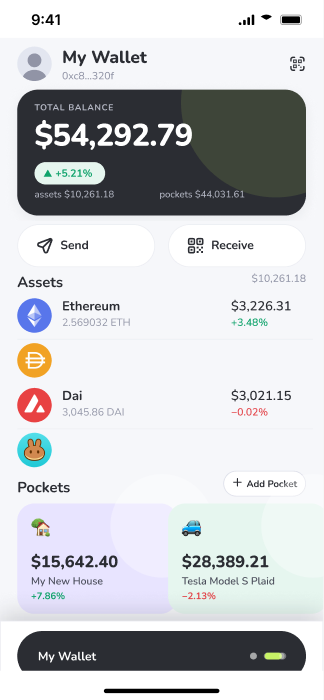 9:41
My Wallet
0xc8...320f
TOTAL BALANCE
$54,292.79
▲ +5.21%
assets $10,261.18
pockets $44,031.61
Send
Receive
Assets
$10,261.18
Ethereum
$3,226.31
2.569032 ETH
+3.48%
Dai
$3,021.15
3,045.86 DAI
−0.02%
Pockets
+ Add Pocket
$15,642.40
My New House
+7.86%
$28,389.21
Tesla Model S Plaid
−2.13%
My Wallet